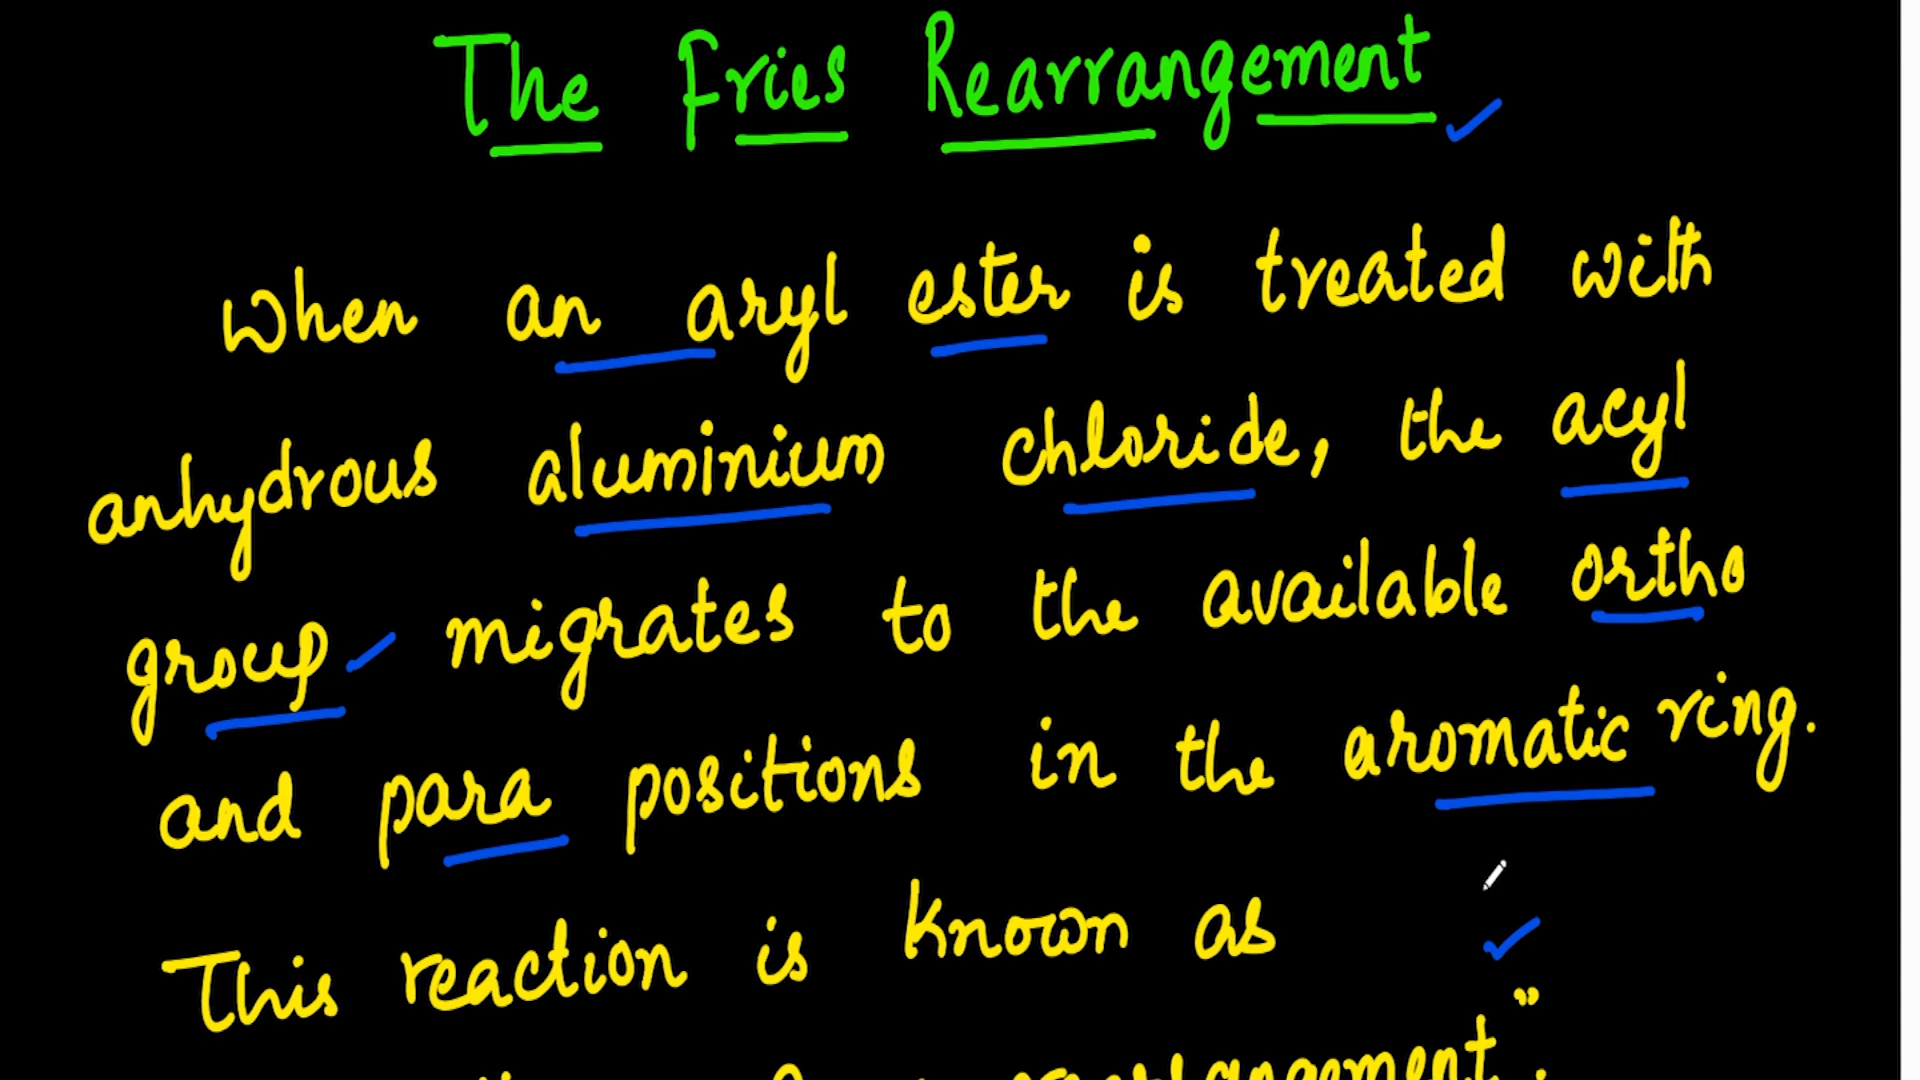 The Fries Rearrangement
When an aryl ester is treated with
anhydrous aluminium chloride, the acyl
group migrates to the available ortho
and para positions in the aromatic ring.
This reaction is known as
rearrangement".